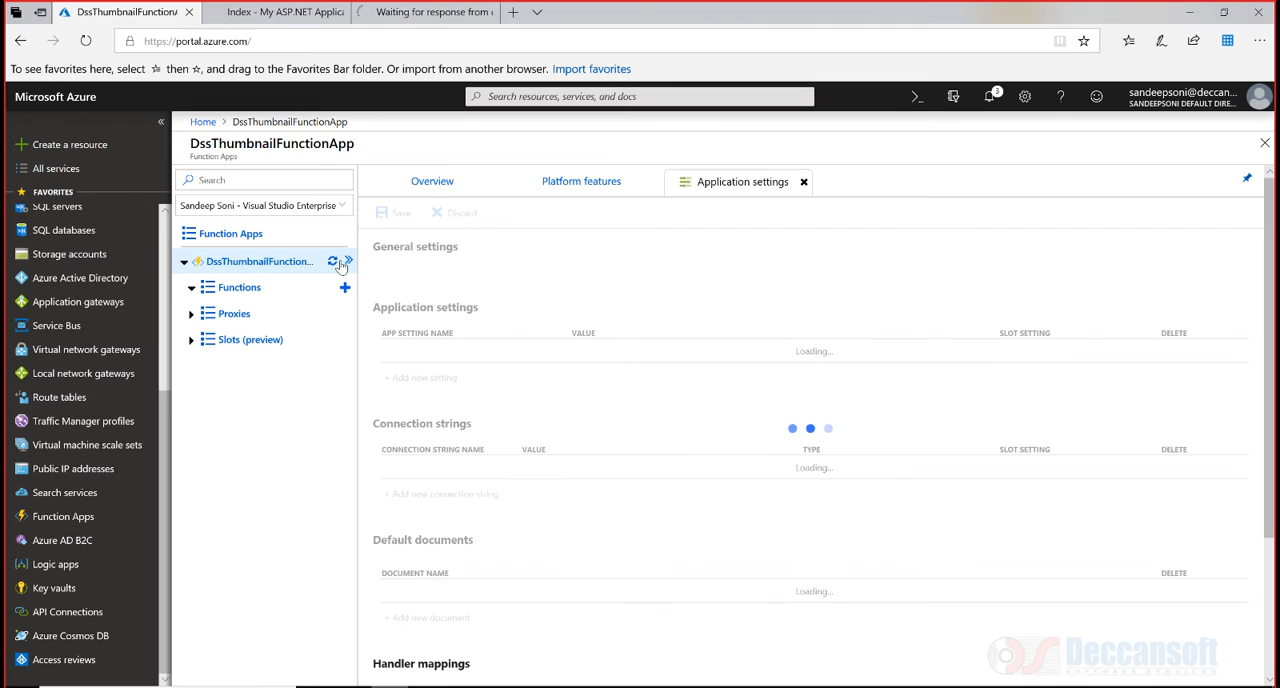 DssThumbnailFunctionA
Index - My ASP.NET Applica
Waiting for response from
https://portal.azure.com/
To see favorites here, select then , and drag to the Favorites Bar folder. Or import from another browser. Import favorites
Microsoft Azure
Search resources, services, and docs
3
sandeepsoni@deccan...
SANDEEPSONI DEFAULT DIRE...
Create a resource
All services
FAVORITES
SQL servers
SQL databases
Storage accounts
Azure Active Directory
Application gateways
Service Bus
Virtual network gateways
Local network gateways
Route tables
Traffic Manager profiles
Virtual machine scale sets
Public IP addresses
Search services
Function Apps
Azure AD B2C
Logic apps
Key vaults
API Connections
Azure Cosmos DB
Access reviews
Home > DssThumbnailFunctionApp
DssThumbnailFunctionApp
Function Apps
Search
Sandeep Soni - Visual Studio Enterprise
Function Apps
DssThumbnailFunction...
Functions
Proxies
Slots (preview)
Overview
Platform features
Application settings
Save
Discard
General settings
Application settings
APP SETTING NAME VALUE SLOT SETTING DELETE
Loading...
+ Add new setting
Connection strings
CONNECTION STRING NAME VALUE TYPE SLOT SETTING DELETE
Loading...
+ Add new connection string
Default documents
DOCUMENT NAME DELETE
Loading...
+ Add new document
Handler mappings
Deccansoft
SOFTWARE SERVICES